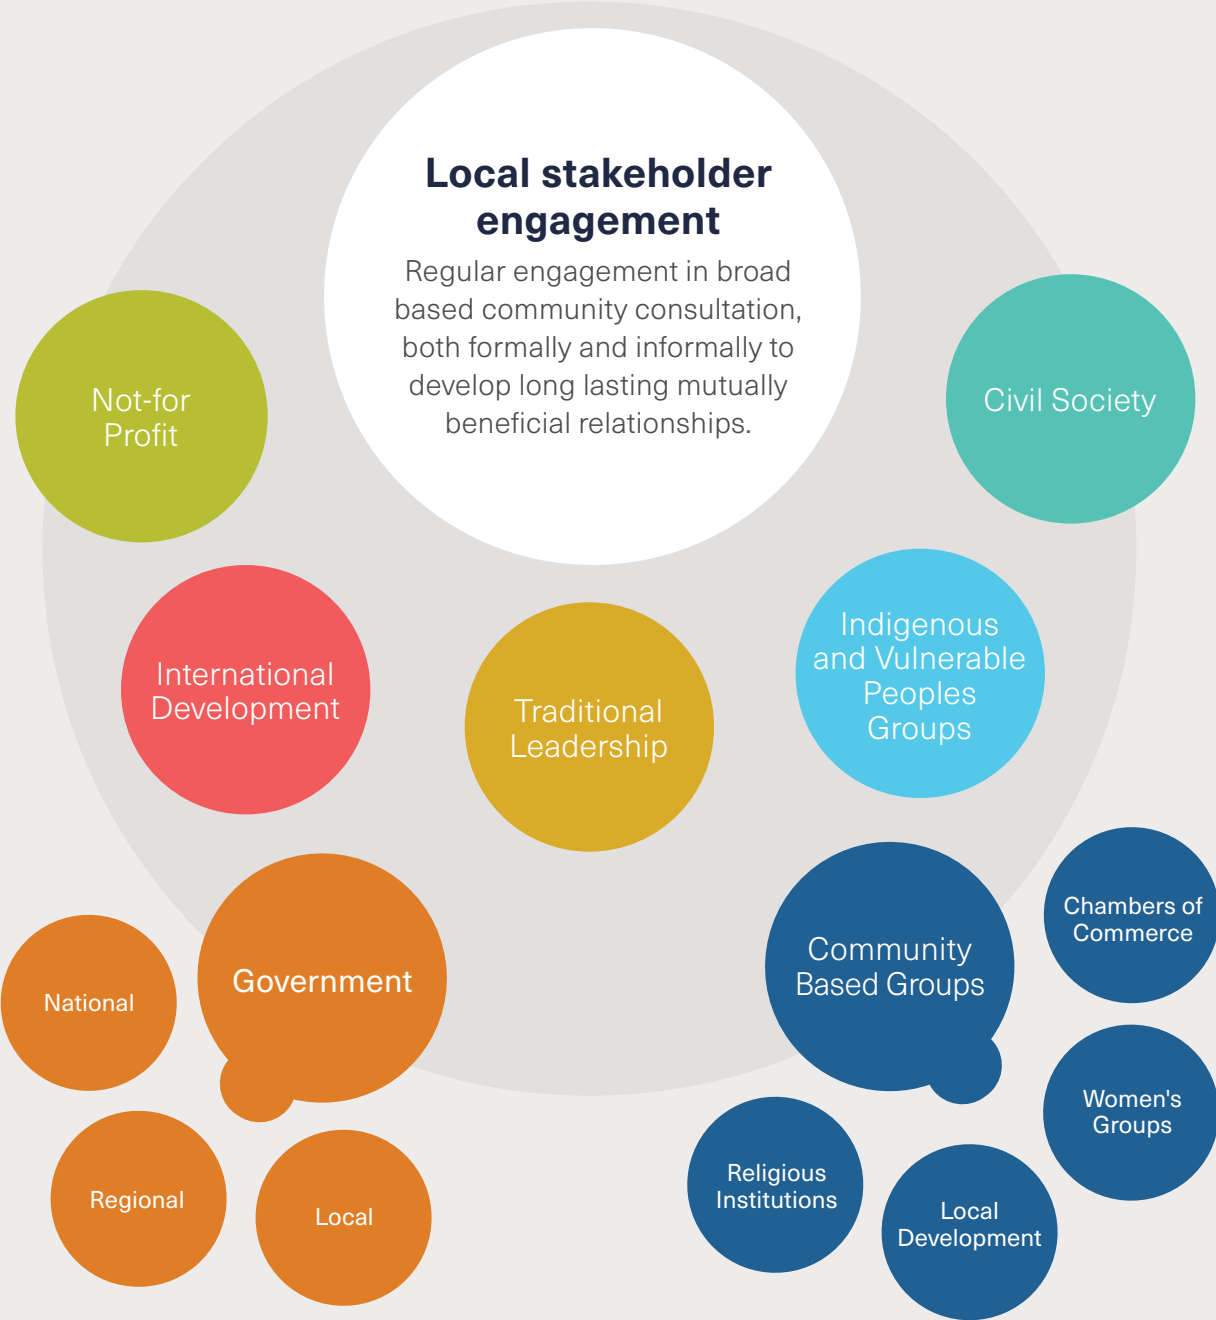 Local stakeholder
engagement
Regular engagement in broad
based community consultation,
both formally and informally to
develop long lasting mutually
beneficial relationships.
Not-for
Profit
Civil Society
International
Development
Traditional
Leadership
Indigenous
and Vulnerable
Peoples
Groups
Government
National
Regional
Local
Community
Based Groups
Chambers of
Commerce
Women's
Groups
Religious
Institutions
Local
Development